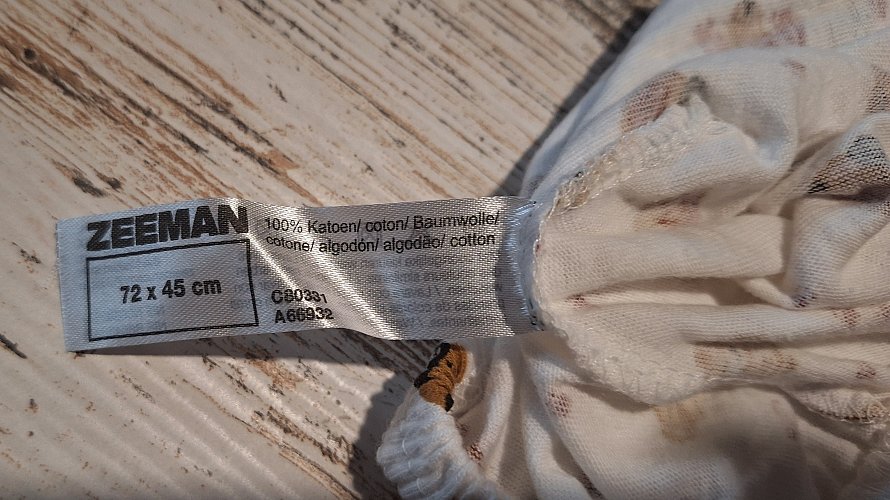 ZEEMAN
72 x 45 cm
100% Katoen/ coton/ Baumwolle/
cotone/ algodón/ algodão/ cotton
C80331
A66932